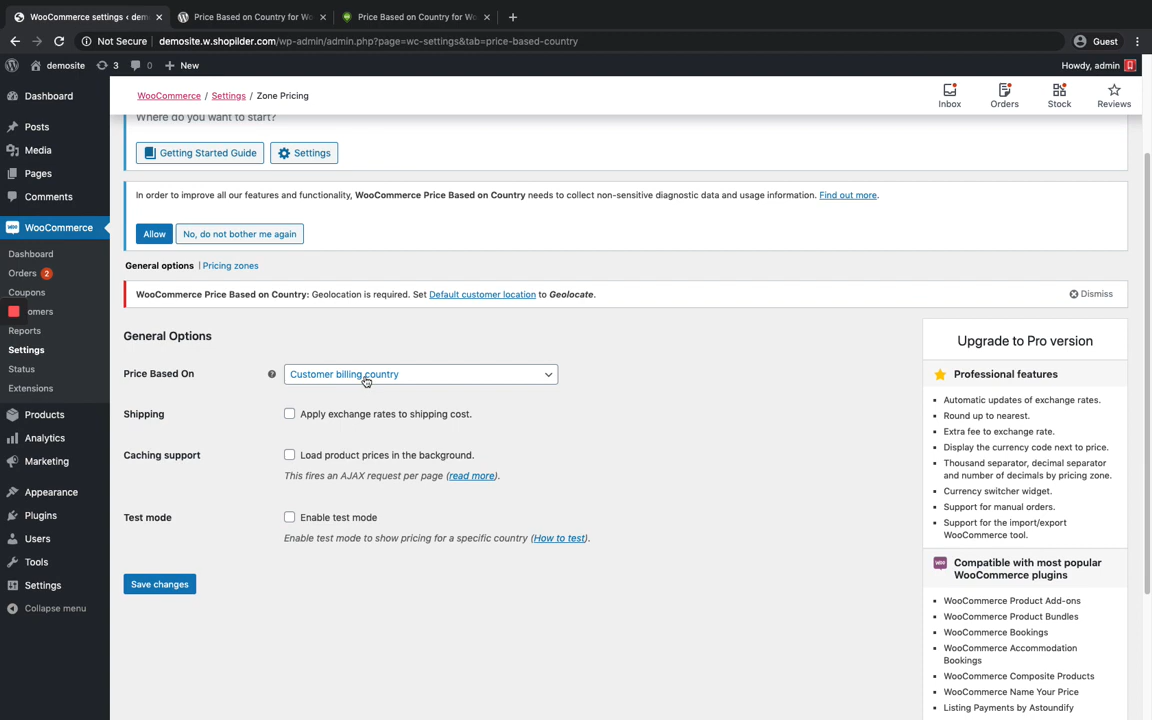 WooCommerce settings ‹ dem
Price Based on Country for Wo
Price Based on Country for Wo
Not Secure
demosite.w.shopilder.com/wp-admin/admin.php?page=wc-settings&tab=price-based-country
Guest
demosite
3
0
New
Howdy, admin
WooCommerce / Settings / Zone Pricing
Inbox
Orders
Stock
Reviews
Dashboard
Posts
Media
Pages
Comments
WooCommerce
Dashboard
Orders 2
Coupons
omers
Reports
Settings
Status
Extensions
Products
Analytics
Marketing
Appearance
Plugins
Users
Tools
Settings
Collapse menu
Where do you want to start?
Getting Started Guide
Settings
In order to improve all our features and functionality, WooCommerce Price Based on Country needs to collect non-sensitive diagnostic data and usage information. Find out more.
Allow
No, do not bother me again
General options | Pricing zones
WooCommerce Price Based on Country: Geolocation is required. Set Default customer location to Geolocate.
Dismiss
General Options
Price Based On
Customer billing country
Shipping
Apply exchange rates to shipping cost.
Caching support
Load product prices in the background.
This fires an AJAX request per page (read more).
Test mode
Enable test mode
Enable test mode to show pricing for a specific country (How to test).
Save changes
Upgrade to Pro version
Professional features
Automatic updates of exchange rates.
Round up to nearest.
Extra fee to exchange rate.
Display the currency code next to price.
Thousand separator, decimal separator
and number of decimals by pricing zone.
Currency switcher widget.
Support for manual orders.
Support for the import/export
WooCommerce tool.
Compatible with most popular
WooCommerce plugins
WooCommerce Product Add-ons
WooCommerce Product Bundles
WooCommerce Bookings
WooCommerce Accommodation
Bookings
WooCommerce Composite Products
WooCommerce Name Your Price
Listing Payments by Astoundify